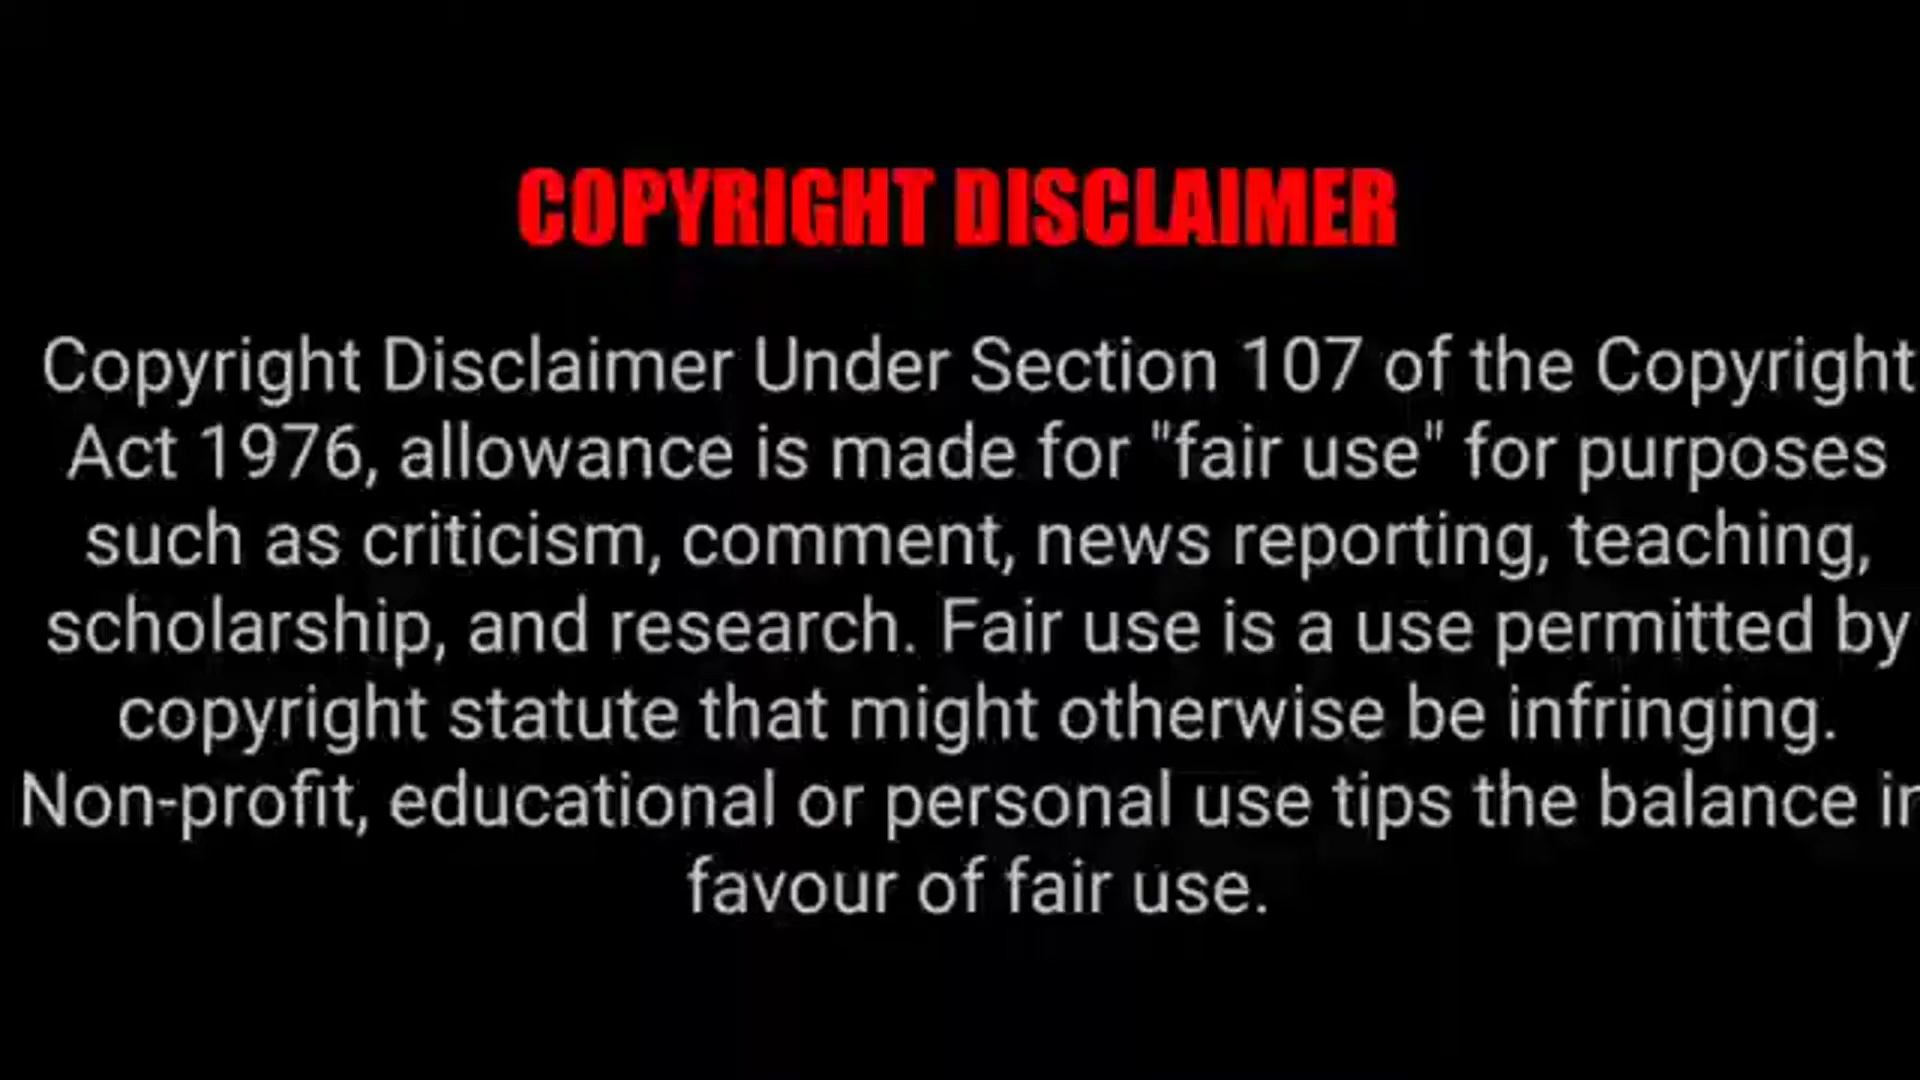 COPYRIGHT DISCLAIMER
Copyright Disclaimer Under Section 107 of the Copyright
Act 1976, allowance is made for "fair use" for purposes
such as criticism, comment, news reporting, teaching,
scholarship, and research. Fair use is a use permitted by
copyright statute that might otherwise be infringing.
Non-profit, educational or personal use tips the balance in
favour of fair use.